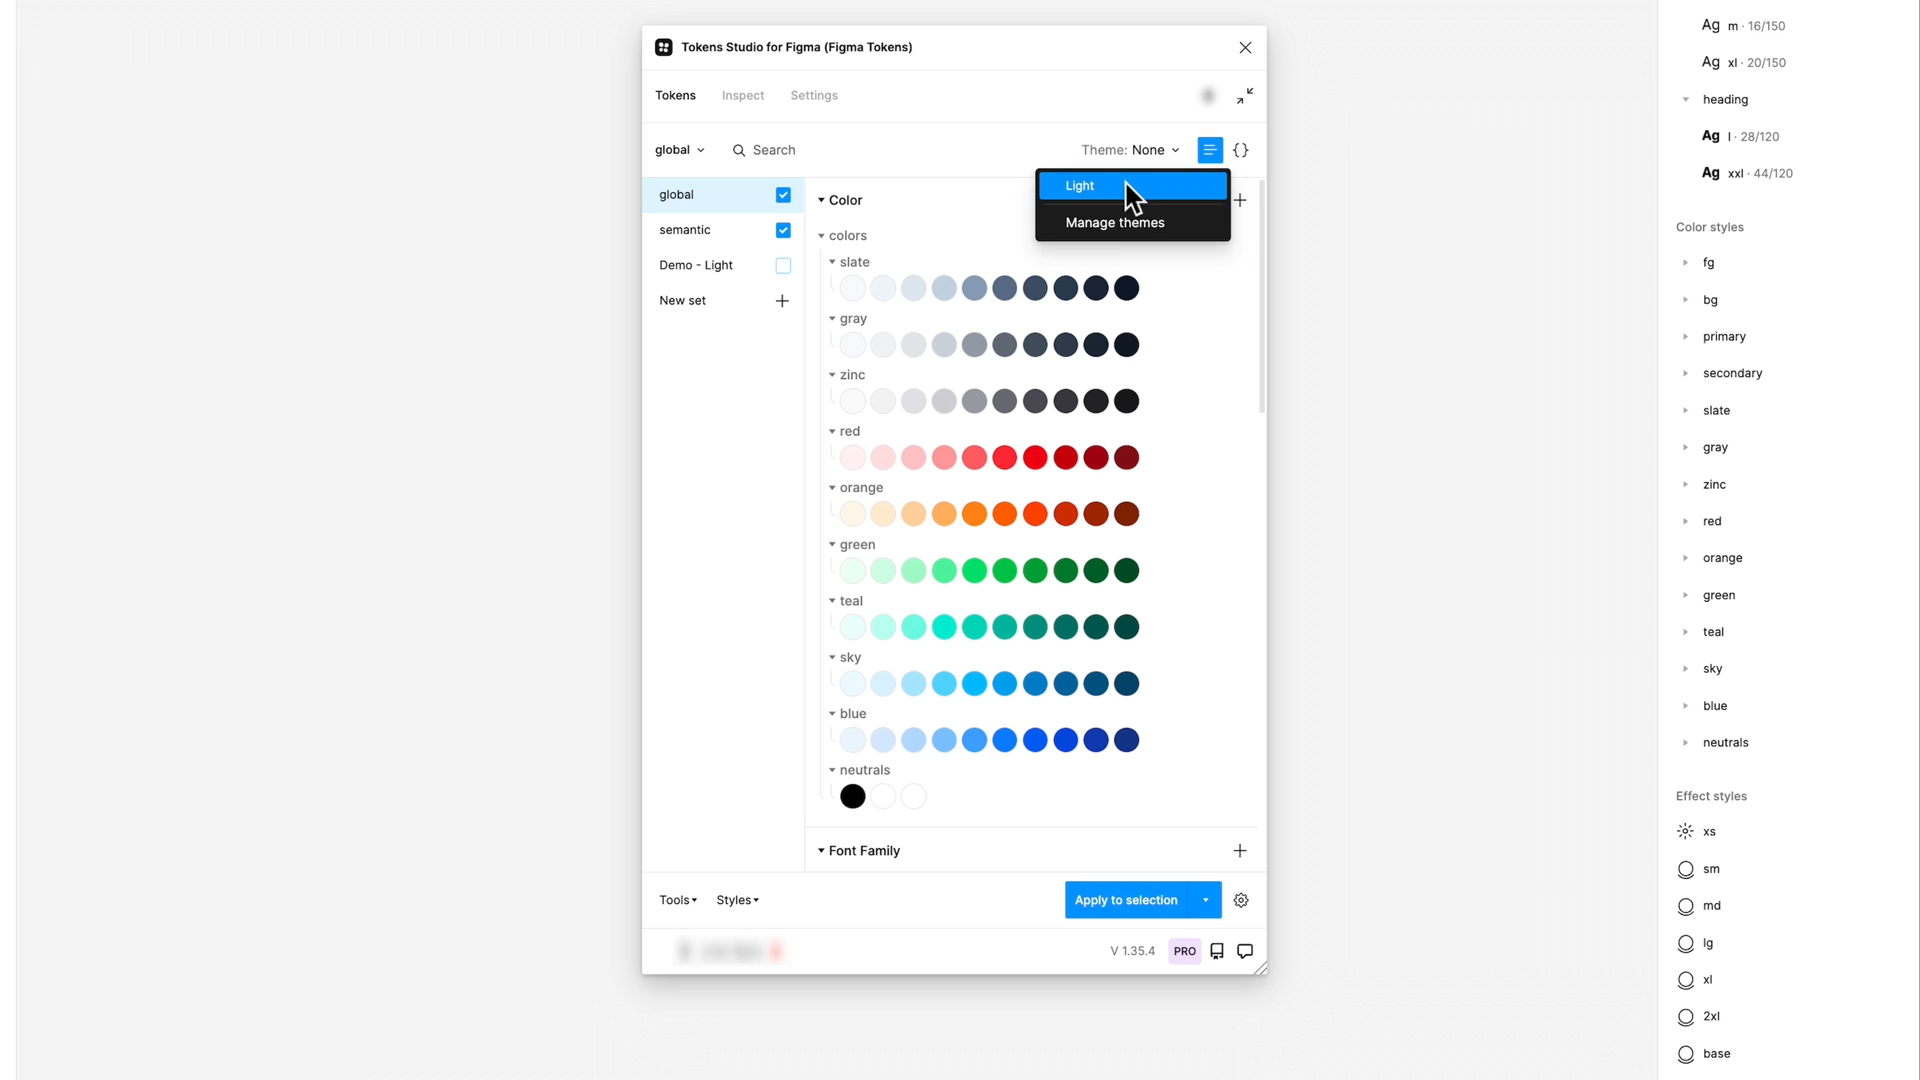 Tokens Studio for Figma (Figma Tokens)
Tokens Inspect Settings
global Search Theme: None
Light
Manage themes
global
semantic
Demo - Light
New set
Color
colors
slate
gray
zinc
red
orange
green
teal
sky
blue
neutrals
Font Family
Tools Styles Apply to selection
V 1.35.4 PRO
Ag m · 16/150
Ag xl · 20/150
heading
Ag l · 28/120
Ag xxl · 44/120
Color styles
fg
bg
primary
secondary
slate
gray
zinc
red
orange
green
teal
sky
blue
neutrals
Effect styles
xs
sm
md
lg
xl
2xl
base